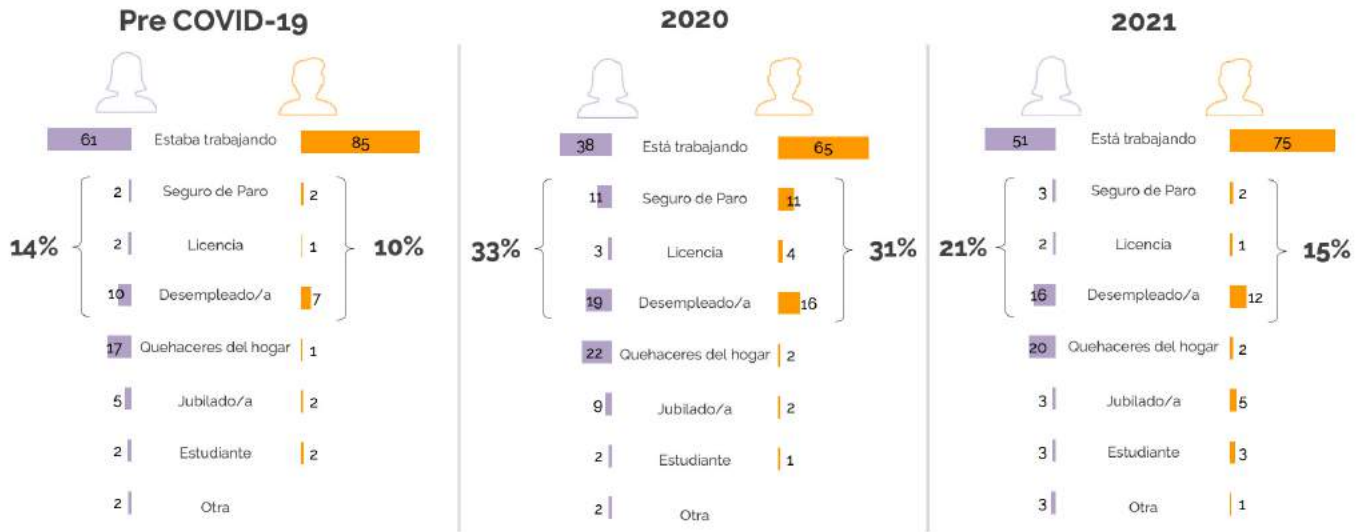 Pre COVID-19
61 Estaba trabajando 85
2 Seguro de Paro 2
14% 2 Licencia 1 10%
10 Desempleado/a 7
17 Quehaceres del hogar 1
5 Jubilado/a 2
2 Estudiante 2
2 Otra
2020
38 Está trabajando 65
11 Seguro de Paro 11
33% 3 Licencia 4 31%
19 Desempleado/a 16
22 Quehaceres del hogar 2
9 Jubilado/a 2
2 Estudiante 1
2 Otra
2021
51 Está trabajando 75
3 Seguro de Paro 2
21% 2 Licencia 1 15%
16 Desempleado/a 12
20 Quehaceres del hogar 2
3 Jubilado/a 5
3 Estudiante 3
3 Otra 1